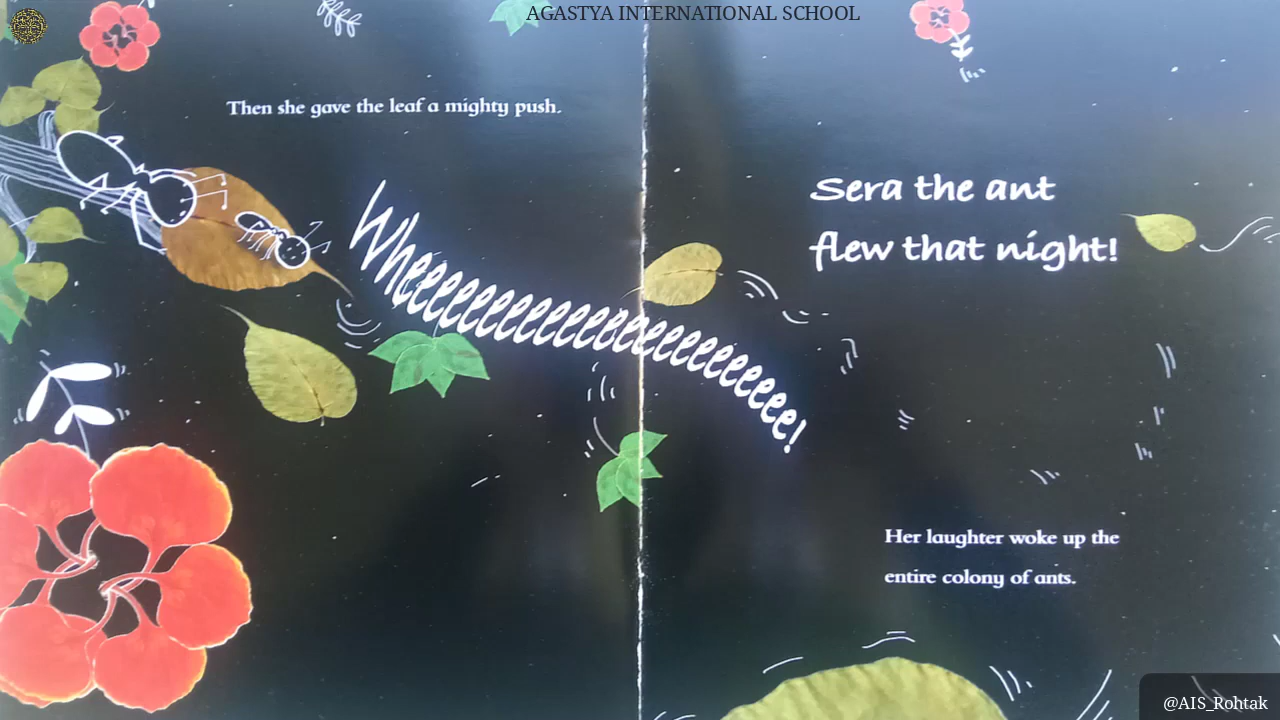 AGASTYA INTERNATIONAL SCHOOL
Then she gave the leaf a mighty push.
Wheeeeeeeeeeeeeeeeeeeeeeeee!
Sera the ant
flew that night!
Her laughter woke up the
entire colony of ants.
@AIS_Rohtak